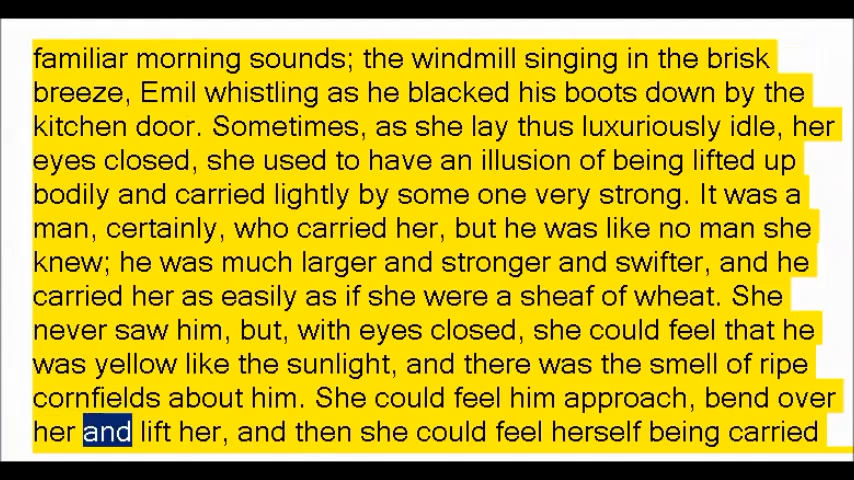 familiar morning sounds; the windmill singing in the brisk
breeze, Emil whistling as he blacked his boots down by the
kitchen door. Sometimes, as she lay thus luxuriously idle, her
eyes closed, she used to have an illusion of being lifted up
bodily and carried lightly by some one very strong. It was a
man, certainly, who carried her, but he was like no man she
knew; he was much larger and stronger and swifter, and he
carried her as easily as if she were a sheaf of wheat. She
never saw him, but, with eyes closed, she could feel that he
was yellow like the sunlight, and there was the smell of ripe
cornfields about him. She could feel him approach, bend over
her and lift her, and then she could feel herself being carried